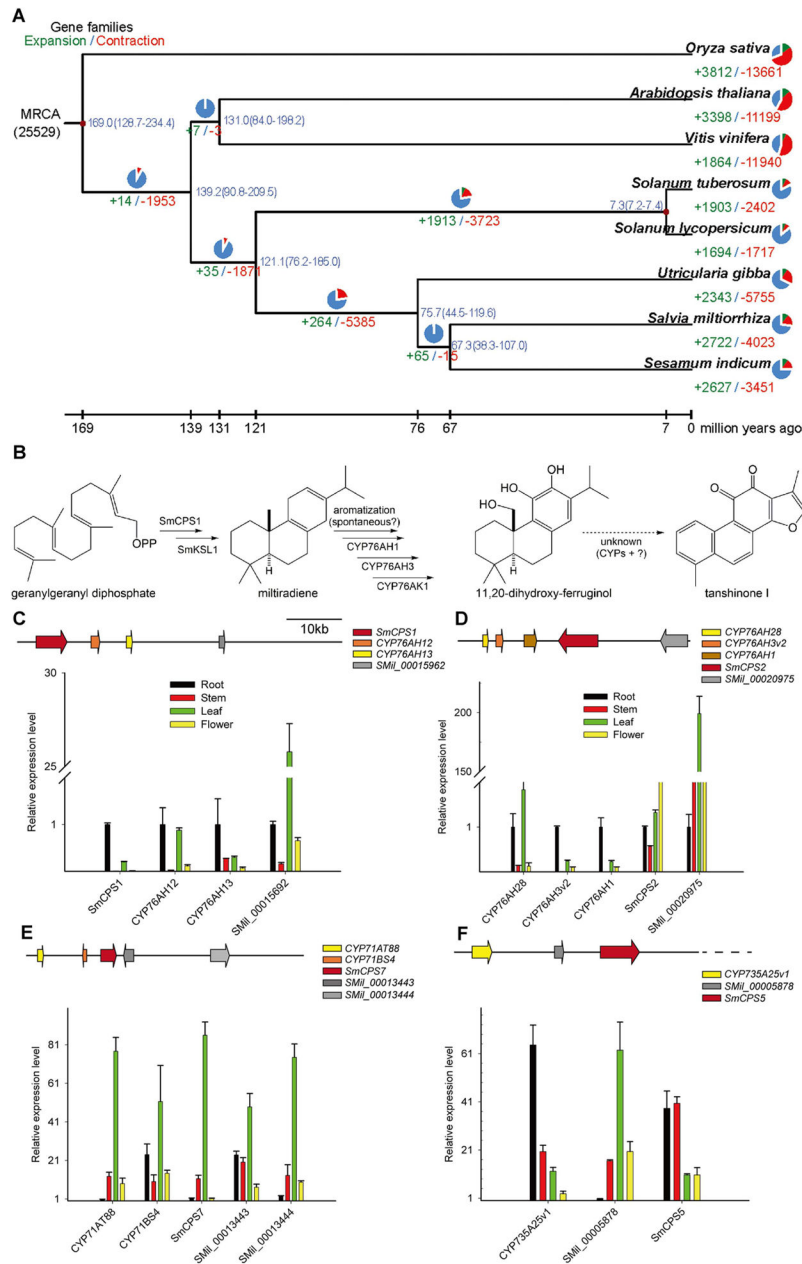 A
Gene families
Expansion / Contraction
MRCA
(25529)
Oryza sativa
+3812 / -13661
169.0(128.7-234.4)
Arabidopsis thaliana
+3398 / -11199
+7 / -3
131.0(84.0-198.2)
Vitis vinifera
+1864 / -11940
+14 / -1953
139.2(90.8-209.5)
Solanum tuberosum
+1903 / -2402
+1913 / -3723
7.3(7.2-7.4)
Solanum lycopersicum
+1694 / -1717
+35 / -1871
121.1(76.2-185.0)
Utricularia gibba
+2343 / -5755
+264 / -5385
75.7(44.5-119.6)
Salvia miltiorrhiza
+2722 / -4023
+65 / -15
67.3(38.3-107.0)
Sesamum indicum
+2627 / -3451
169 139 131 121 76 67 7 0 million years ago
B
SmCPS1
SmKSL1
OPP
geranylgeranyl diphosphate
H
miltiradiene
aromatization
(spontaneous?)
CYP76AH1
CYP76AH3
CYP76AK1
OH
HO
OH
H
11,20-dihydroxy-ferruginol
unknown
(CYPs + ?)
O
O
O
tanshinone I
C
10kb
SmCPS1
CYP76AH12
CYP76AH13
SMil_00015962
Relative expression level
30
25
1
Root
Stem
Leaf
Flower
SmCPS1
CYP76AH12
CYP76AH13
SMil_00015692
D
CYP76AH28
CYP76AH3v2
CYP76AH1
SmCPS2
SMil_00020975
Relative expression level
200
150
1
Root
Stem
Leaf
Flower
CYP76AH28
CYP76AH3v2
CYP76AH1
SmCPS2
SMil_00020975
E
CYP71AT88
CYP71BS4
SmCPS7
SMil_00013443
SMil_00013444
Relative expression level
81
61
41
21
1
CYP71AT88
CYP71BS4
SmCPS7
SMil_00013443
SMil_00013444
F
CYP735A25v1
SMil_00005878
SmCPS5
Relative expression level
61
41
21
1
CYP735A25v1
SMil_00005878
SmCPS5